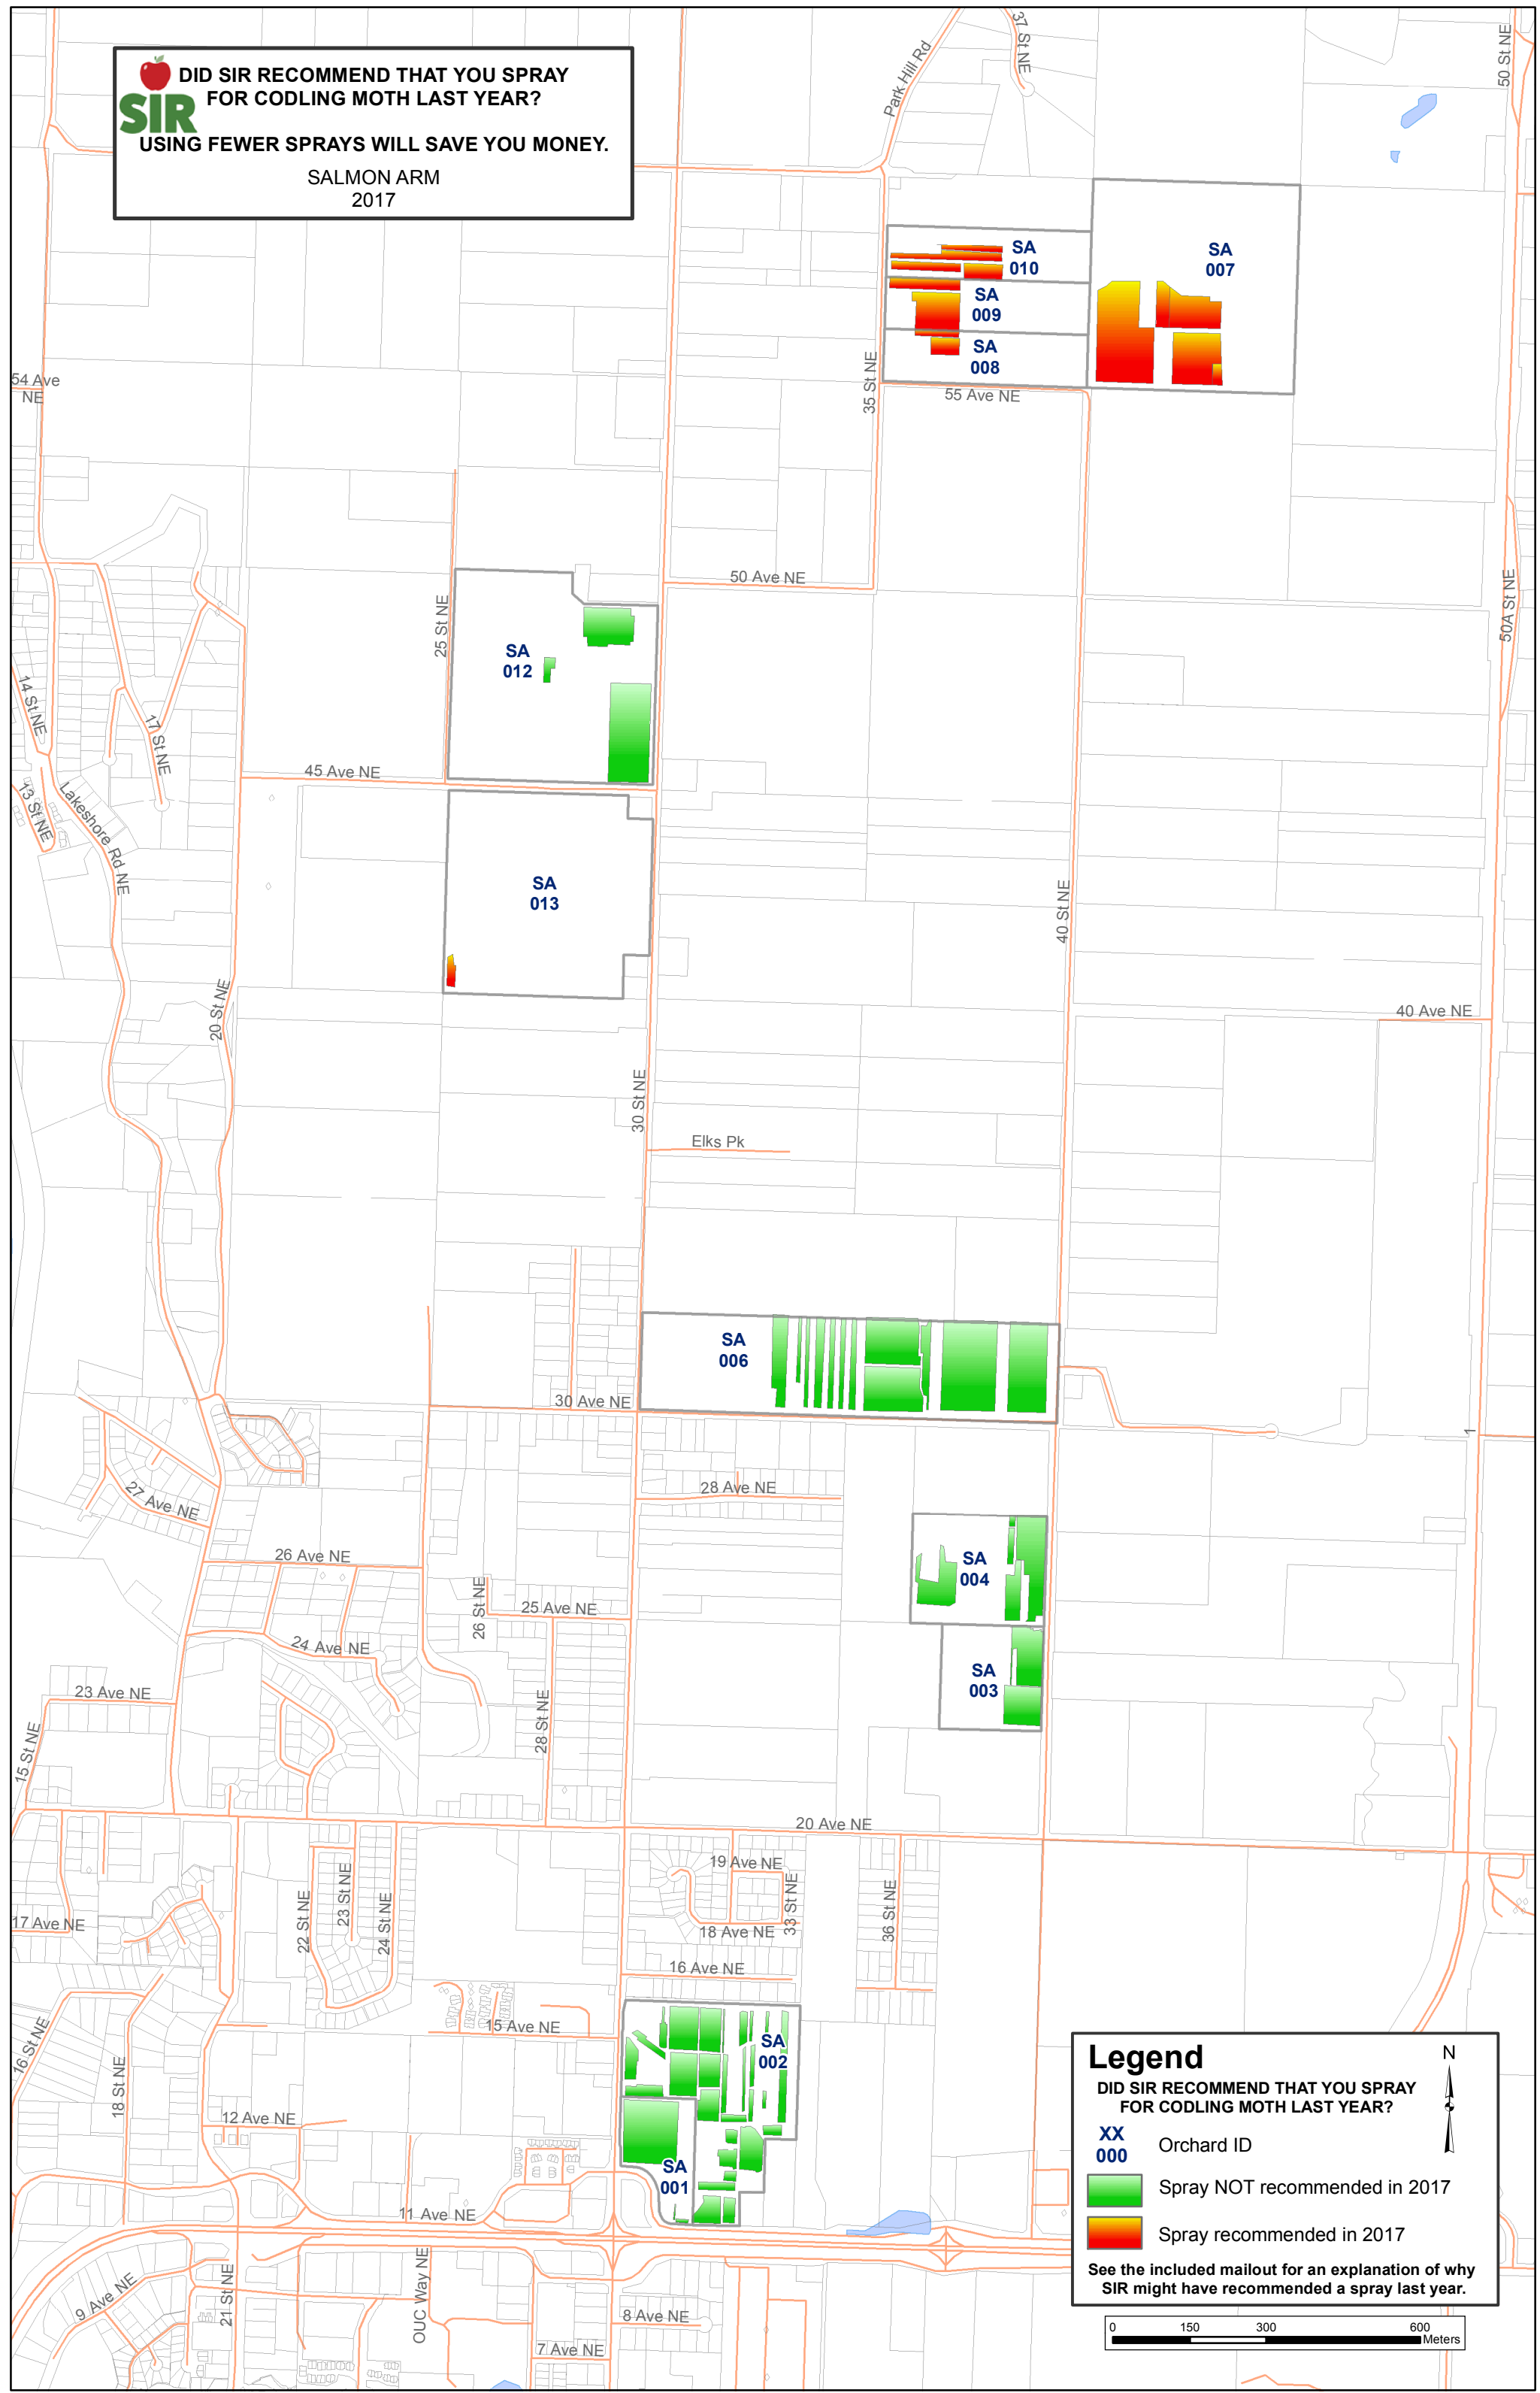 DID SIR RECOMMEND THAT YOU SPRAY
FOR CODLING MOTH LAST YEAR?
SIR
USING FEWER SPRAYS WILL SAVE YOU MONEY.
SALMON ARM
2017
37 St NE
50 St NE
Park Hill Rd
SA
010
SA
007
SA
009
SA
008
35 St NE
55 Ave NE
54 Ave
NE
50 Ave NE
25 St NE
50A St NE
SA
012
14 St NE
17 St NE
45 Ave NE
13 St NE
Lakeshore Rd NE
SA
013
40 St NE
20 St NE
40 Ave NE
30 St NE
Elks Pk
SA
006
30 Ave NE
1
28 Ave NE
27 Ave NE
26 Ave NE
SA
004
26 St NE
25 Ave NE
24 Ave NE
SA
003
23 Ave NE
28 St NE
15 St NE
20 Ave NE
19 Ave NE
33 St NE
36 St NE
22 St NE
23 St NE
24 St NE
17 Ave NE
18 Ave NE
16 Ave NE
15 Ave NE
16 St NE
18 St NE
SA
002
12 Ave NE
SA
001
11 Ave NE
OUC Way NE
9 Ave NE
21 St NE
8 Ave NE
7 Ave NE
Legend
N
DID SIR RECOMMEND THAT YOU SPRAY
FOR CODLING MOTH LAST YEAR?
XX
000
Orchard ID
Spray NOT recommended in 2017
Spray recommended in 2017
See the included mailout for an explanation of why
SIR might have recommended a spray last year.
0 150 300 600
Meters